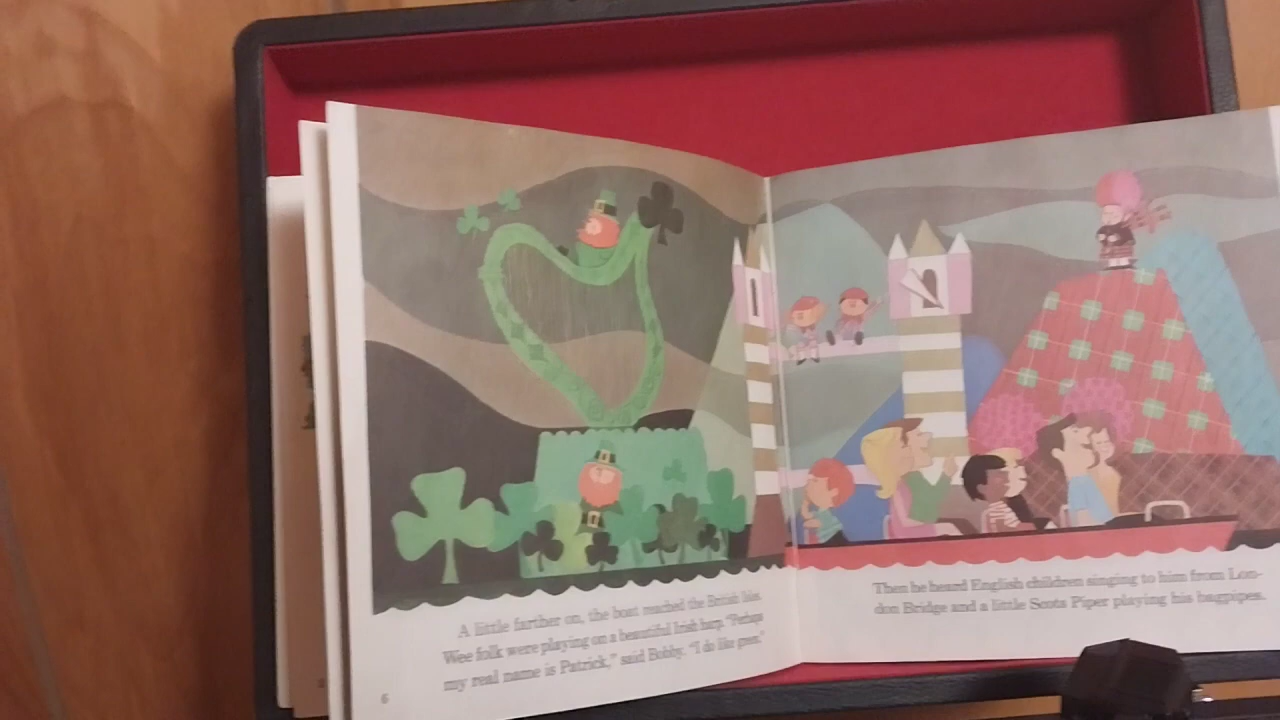 A little farther on, the boat reached the British Isles.
Wee folk were playing on a beautiful Irish harp. "Perhaps
my real name is Patrick," said Bobby. "I do like green."
6
Then he heard English children singing to him from Lon-
don Bridge and a little Scots Piper playing his bagpipes.